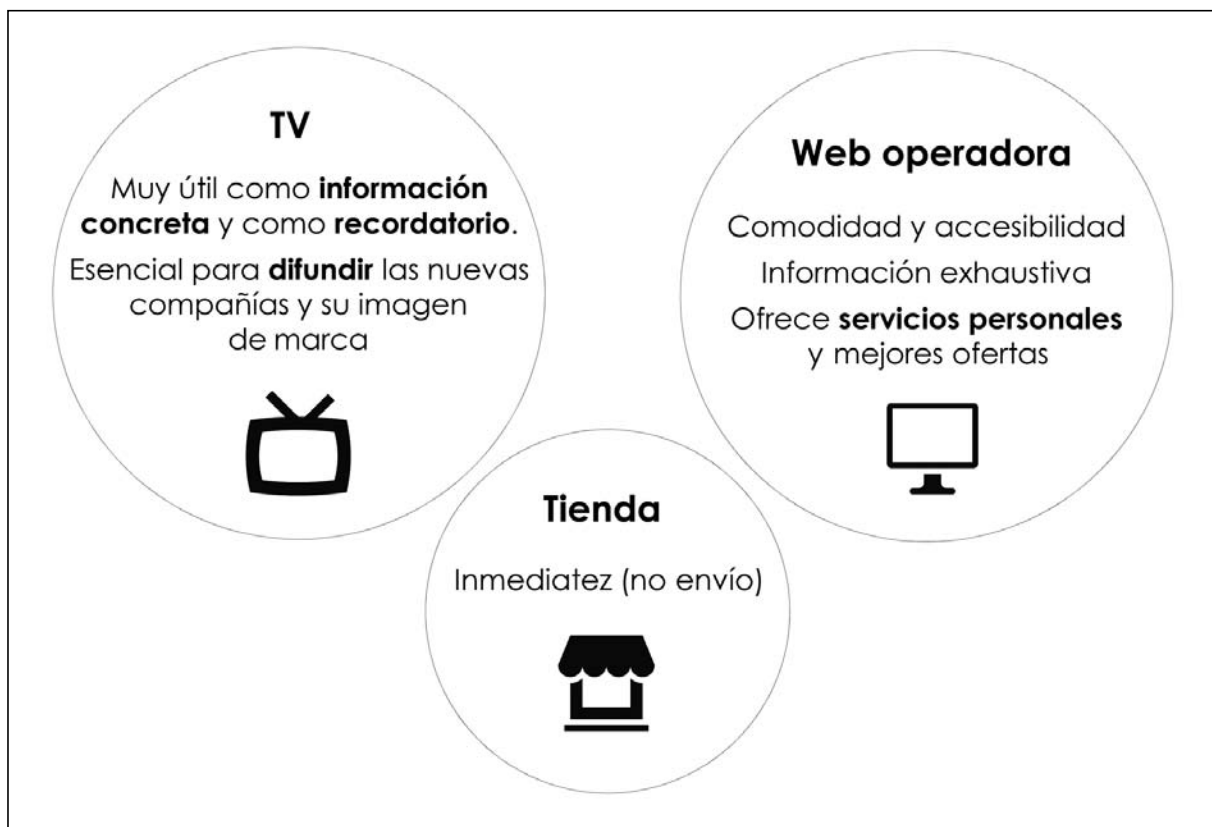 TV
Muy útil como información
concreta y como recordatorio.
Esencial para difundir las nuevas
compañías y su imagen
de marca
Web operadora
Comodidad y accesibilidad
Información exhaustiva
Ofrece servicios personales
y mejores ofertas
Tienda
Inmediatez (no envío)